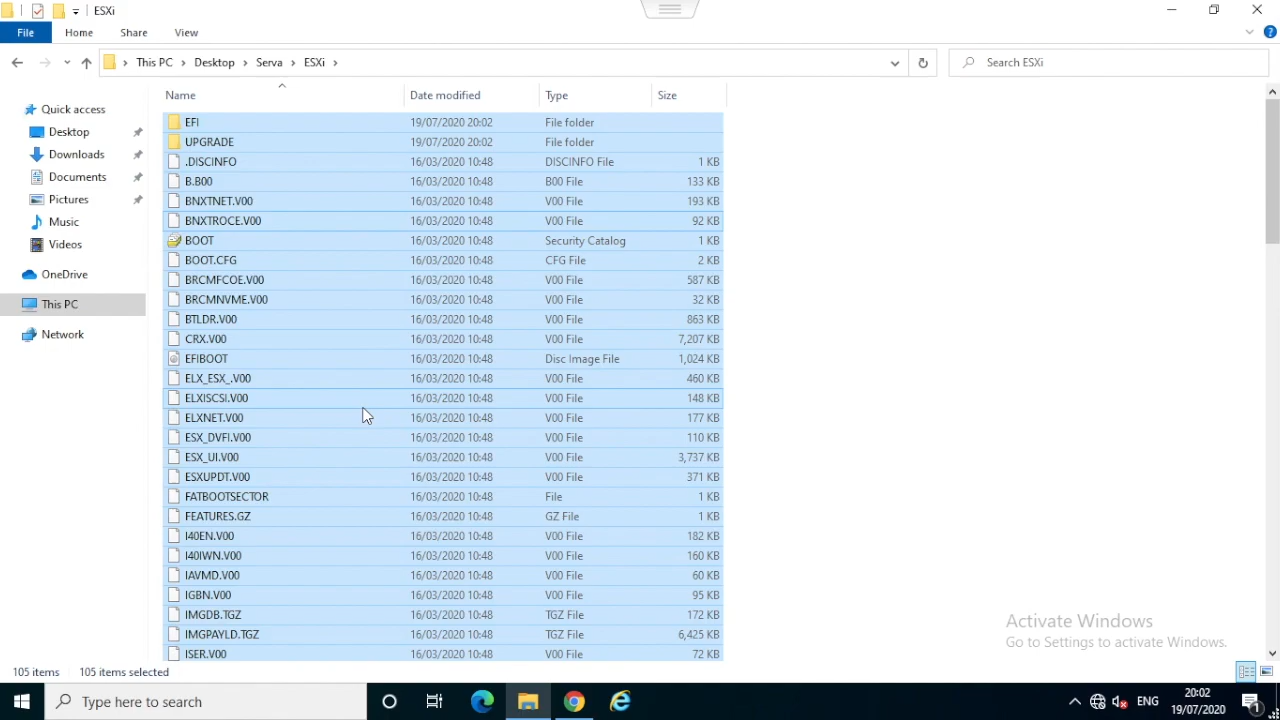 ESXi
File Home Share View
This PC Desktop Serva ESXi Search ESXi
Name Date modified Type Size
Quick access
Desktop
Downloads
Documents
Pictures
Music
Videos
OneDrive
This PC
Network
EFI 19/07/2020 20:02 File folder
UPGRADE 19/07/2020 20:02 File folder
.DISCINFO 16/03/2020 10:48 DISCINFO File 1 KB
B.B00 16/03/2020 10:48 B00 File 133 KB
BNXTNET.V00 16/03/2020 10:48 V00 File 193 KB
BNXTROCE.V00 16/03/2020 10:48 V00 File 92 KB
BOOT 16/03/2020 10:48 Security Catalog 1 KB
BOOT.CFG 16/03/2020 10:48 CFG File 2 KB
BRCMFCOE.V00 16/03/2020 10:48 V00 File 587 KB
BRCMNVME.V00 16/03/2020 10:48 V00 File 32 KB
BTLDR.V00 16/03/2020 10:48 V00 File 863 KB
CRX.V00 16/03/2020 10:48 V00 File 7,207 KB
EFIBOOT 16/03/2020 10:48 Disc Image File 1,024 KB
ELX_ESX_.V00 16/03/2020 10:48 V00 File 460 KB
ELXISCSI.V00 16/03/2020 10:48 V00 File 148 KB
ELXNET.V00 16/03/2020 10:48 V00 File 177 KB
ESX_DVFI.V00 16/03/2020 10:48 V00 File 110 KB
ESX_UI.V00 16/03/2020 10:48 V00 File 3,737 KB
ESXUPDT.V00 16/03/2020 10:48 V00 File 371 KB
FATBOOTSECTOR 16/03/2020 10:48 File 1 KB
FEATURES.GZ 16/03/2020 10:48 GZ File 1 KB
I40EN.V00 16/03/2020 10:48 V00 File 182 KB
I40IWN.V00 16/03/2020 10:48 V00 File 160 KB
IAVMD.V00 16/03/2020 10:48 V00 File 60 KB
IGBN.V00 16/03/2020 10:48 V00 File 95 KB
IMGDB.TGZ 16/03/2020 10:48 TGZ File 172 KB
IMGPAYLD.TGZ 16/03/2020 10:48 TGZ File 6,425 KB
ISER.V00 16/03/2020 10:48 V00 File 72 KB
Activate Windows
Go to Settings to activate Windows.
105 items 105 items selected
Type here to search
ENG
20:02
19/07/2020
1